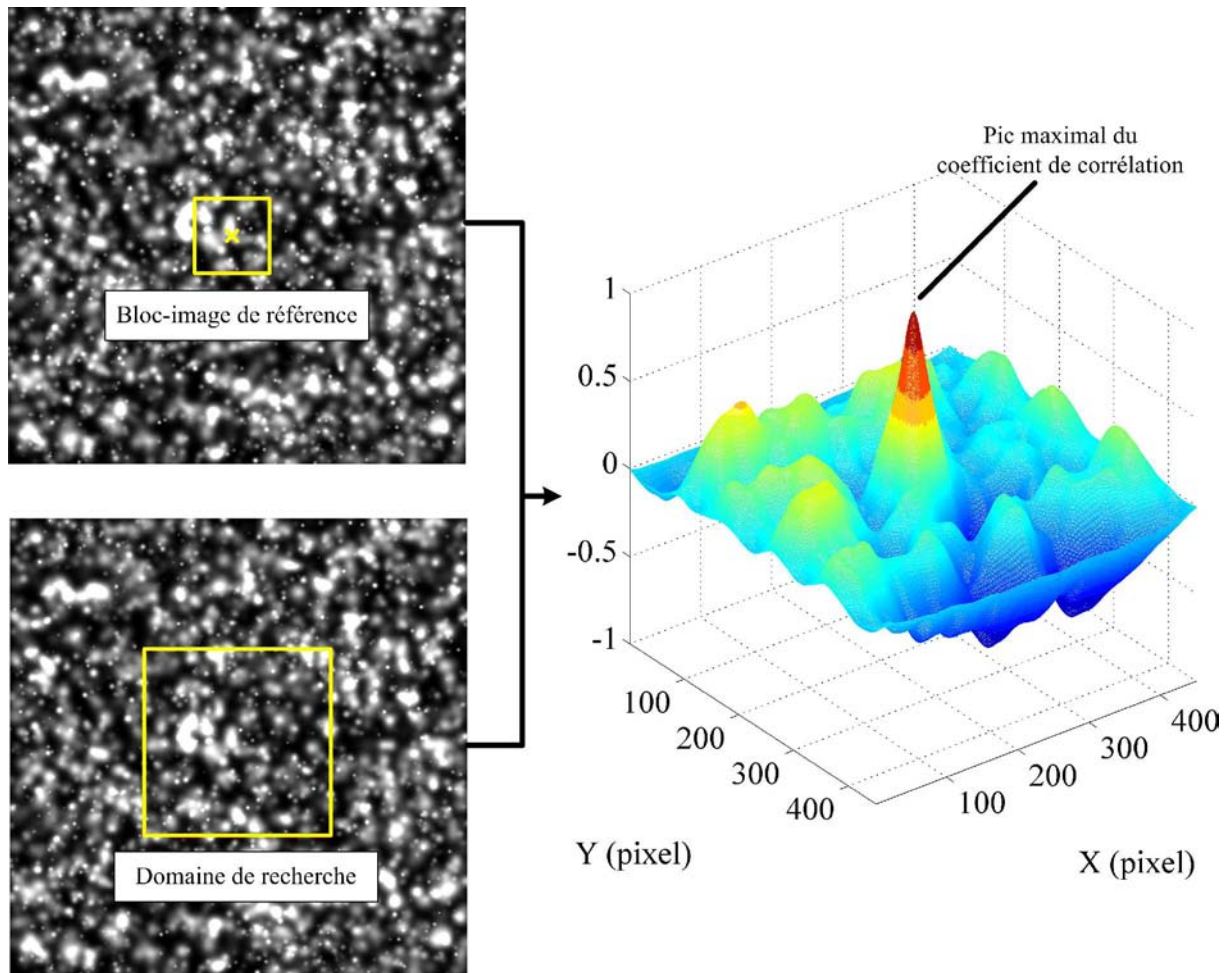 Bloc-image de référence
Domaine de recherche
Pic maximal du
coefficient de corrélation
1
0.5
0
-0.5
-1
100
200
300
400
Y (pixel)
100
200
300
400
X (pixel)